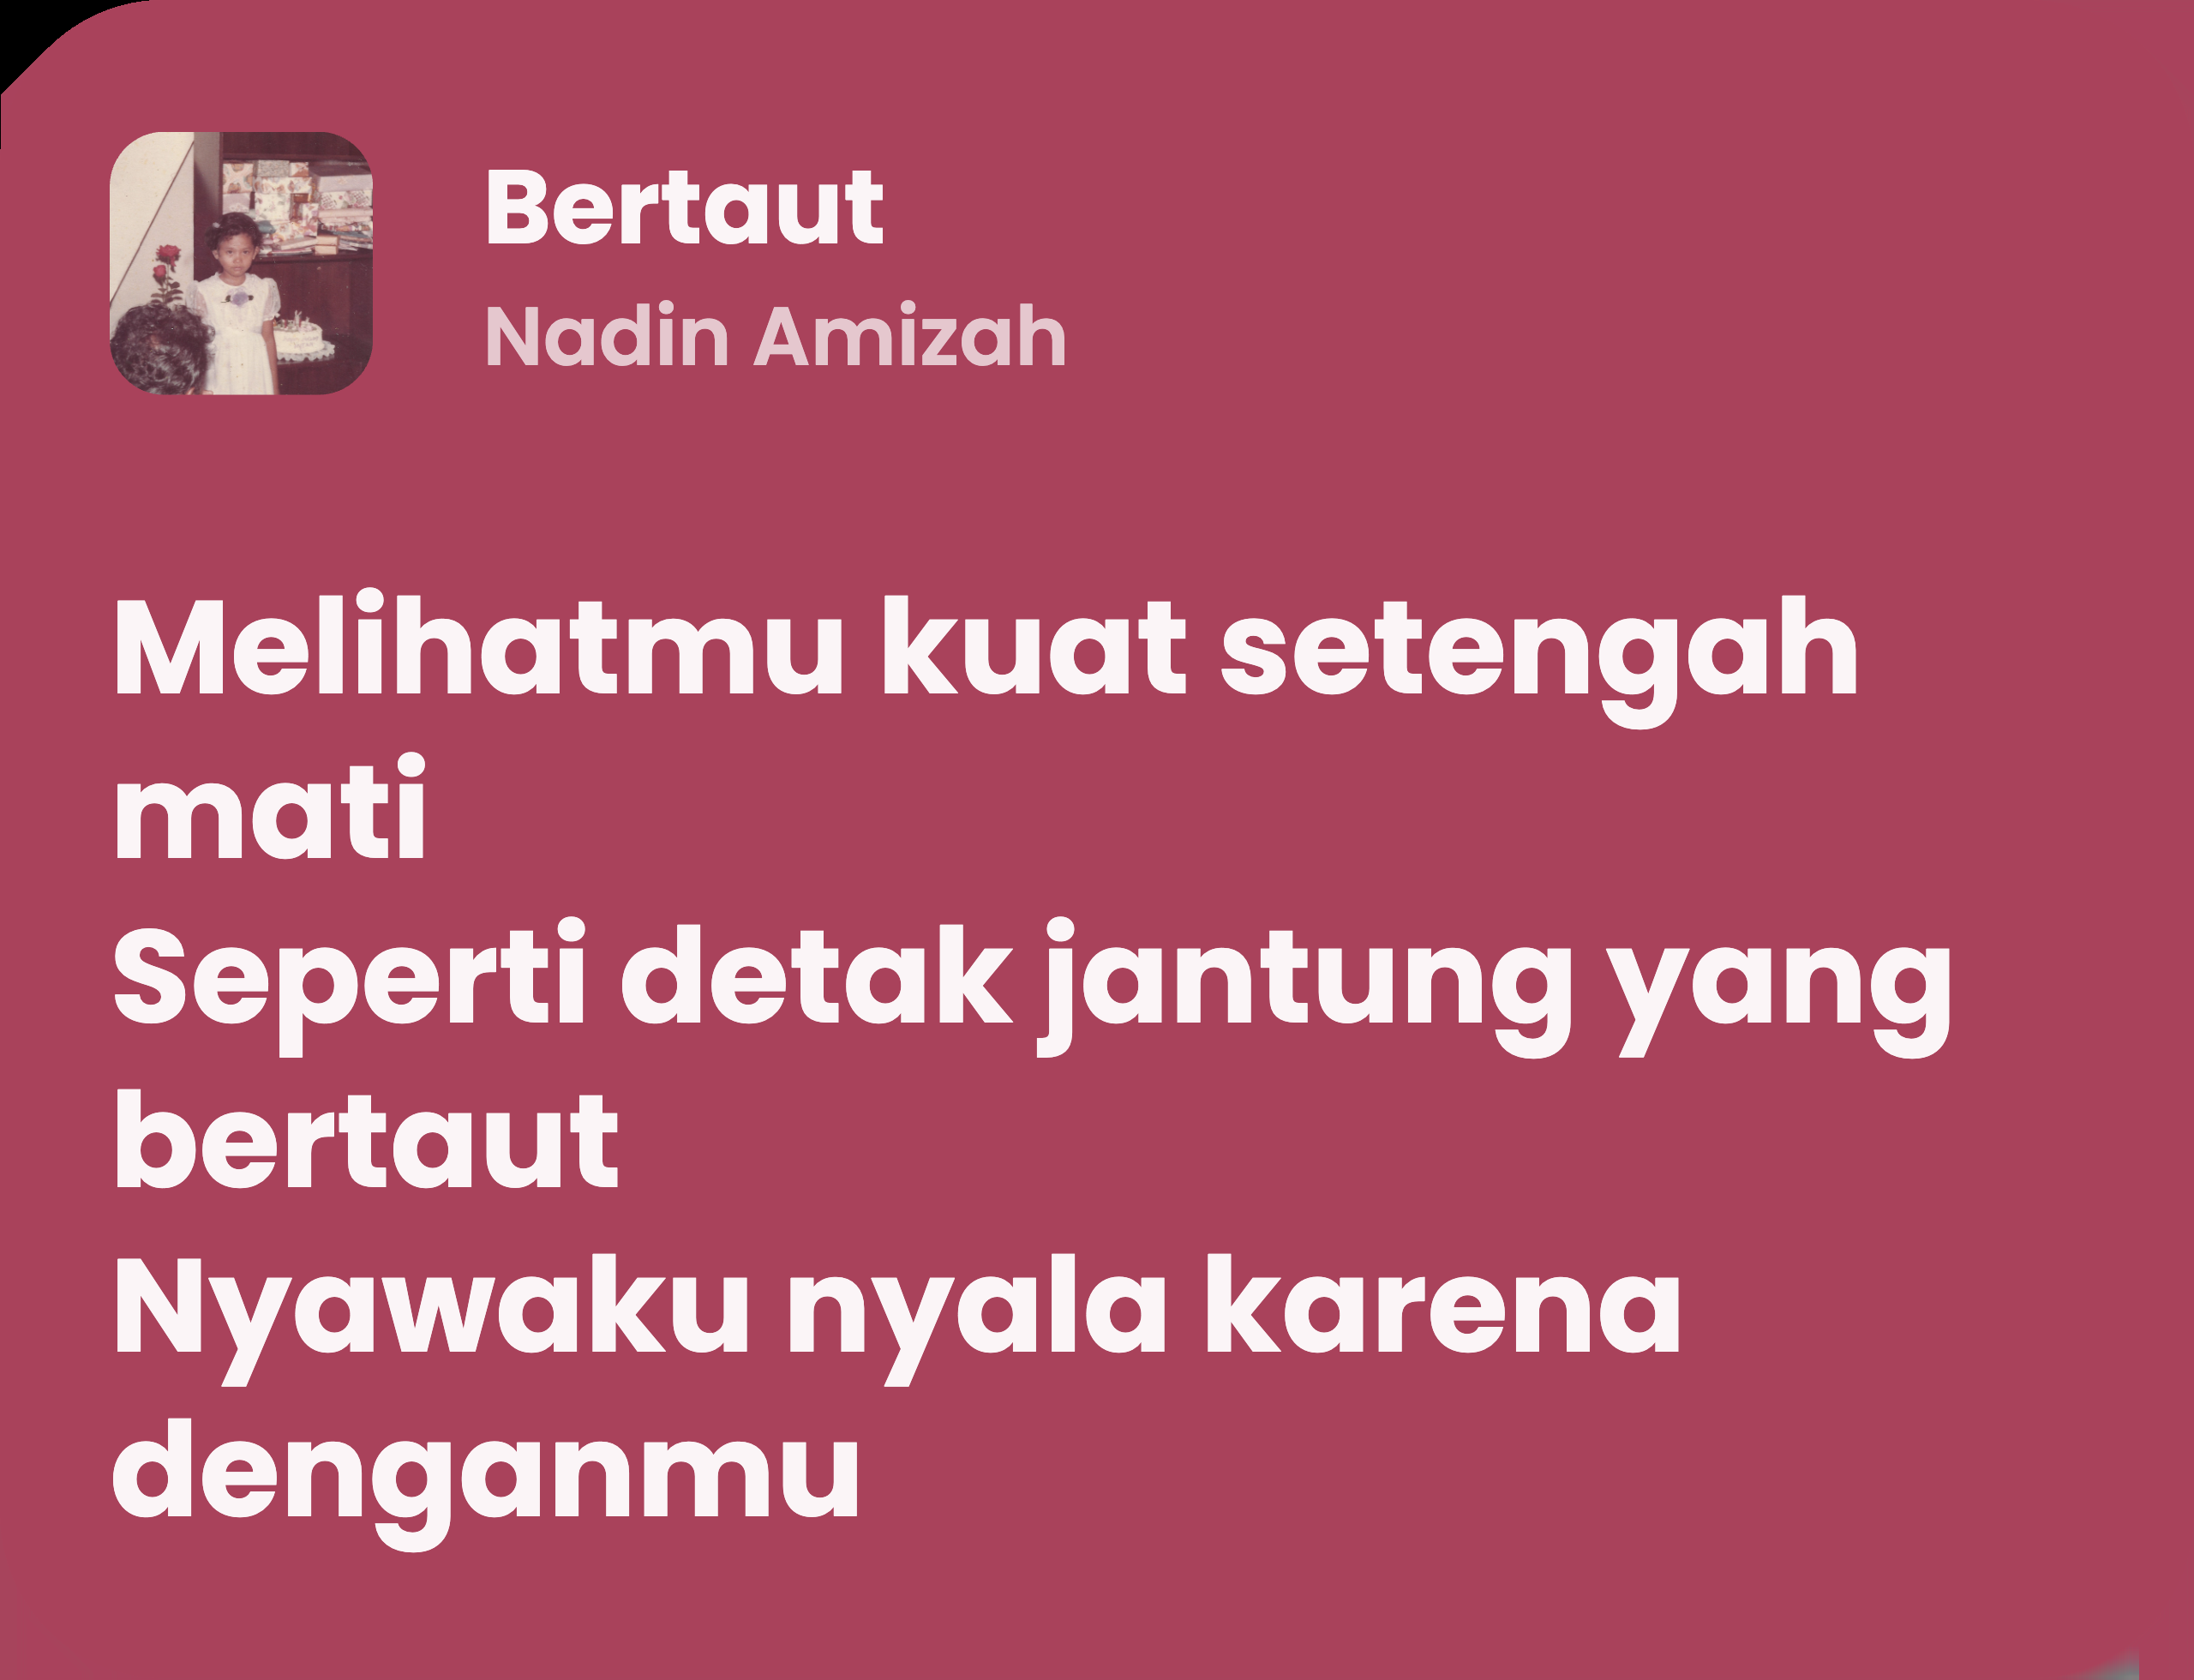 Bertaut
Nadin Amizah
Melihatmu kuat setengah
mati
Seperti detak jantung yang
bertaut
Nyawaku nyala karena
denganmu